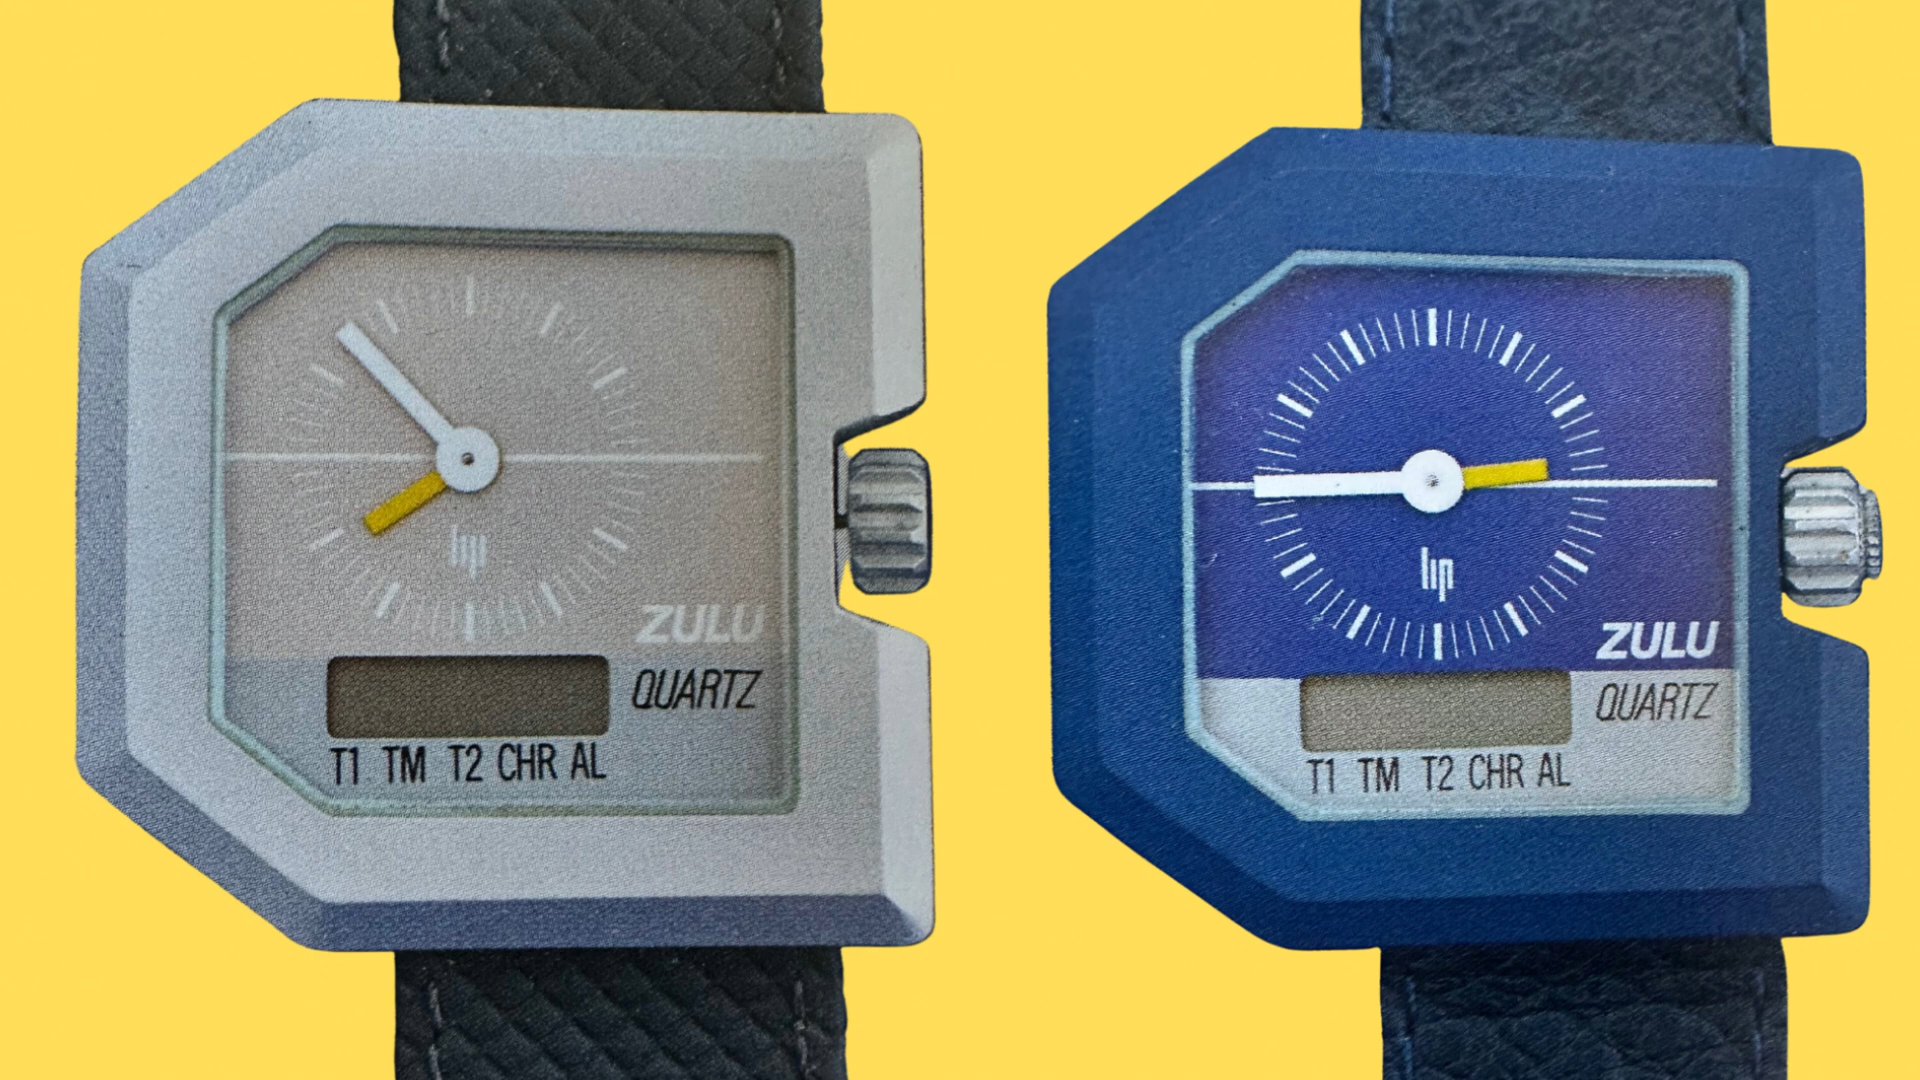 lip
ZULU
QUARTZ
T1 TM T2 CHR AL
lip
ZULU
QUARTZ
T1 TM T2 CHR AL